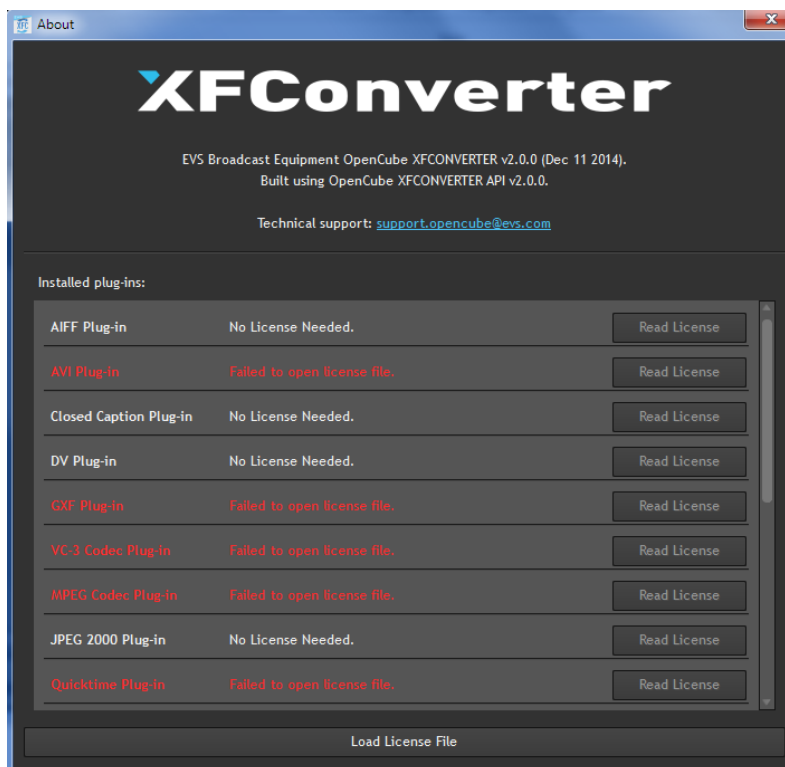 About
XFConverter
EVS Broadcast Equipment OpenCube XFCONVERTER v2.0.0 (Dec 11 2014).
Built using OpenCube XFCONVERTER API v2.0.0.
Technical support: support.opencube@evs.com
Installed plug-ins:
AIFF Plug-in No License Needed. Read License
AVI Plug-in Failed to open license file. Read License
Closed Caption Plug-in No License Needed. Read License
DV Plug-in No License Needed. Read License
GXF Plug-in Failed to open license file. Read License
VC-3 Codec Plug-in Failed to open license file. Read License
MPEG Codec Plug-in Failed to open license file. Read License
JPEG 2000 Plug-in No License Needed. Read License
Quicktime Plug-in Failed to open license file. Read License
Load License File